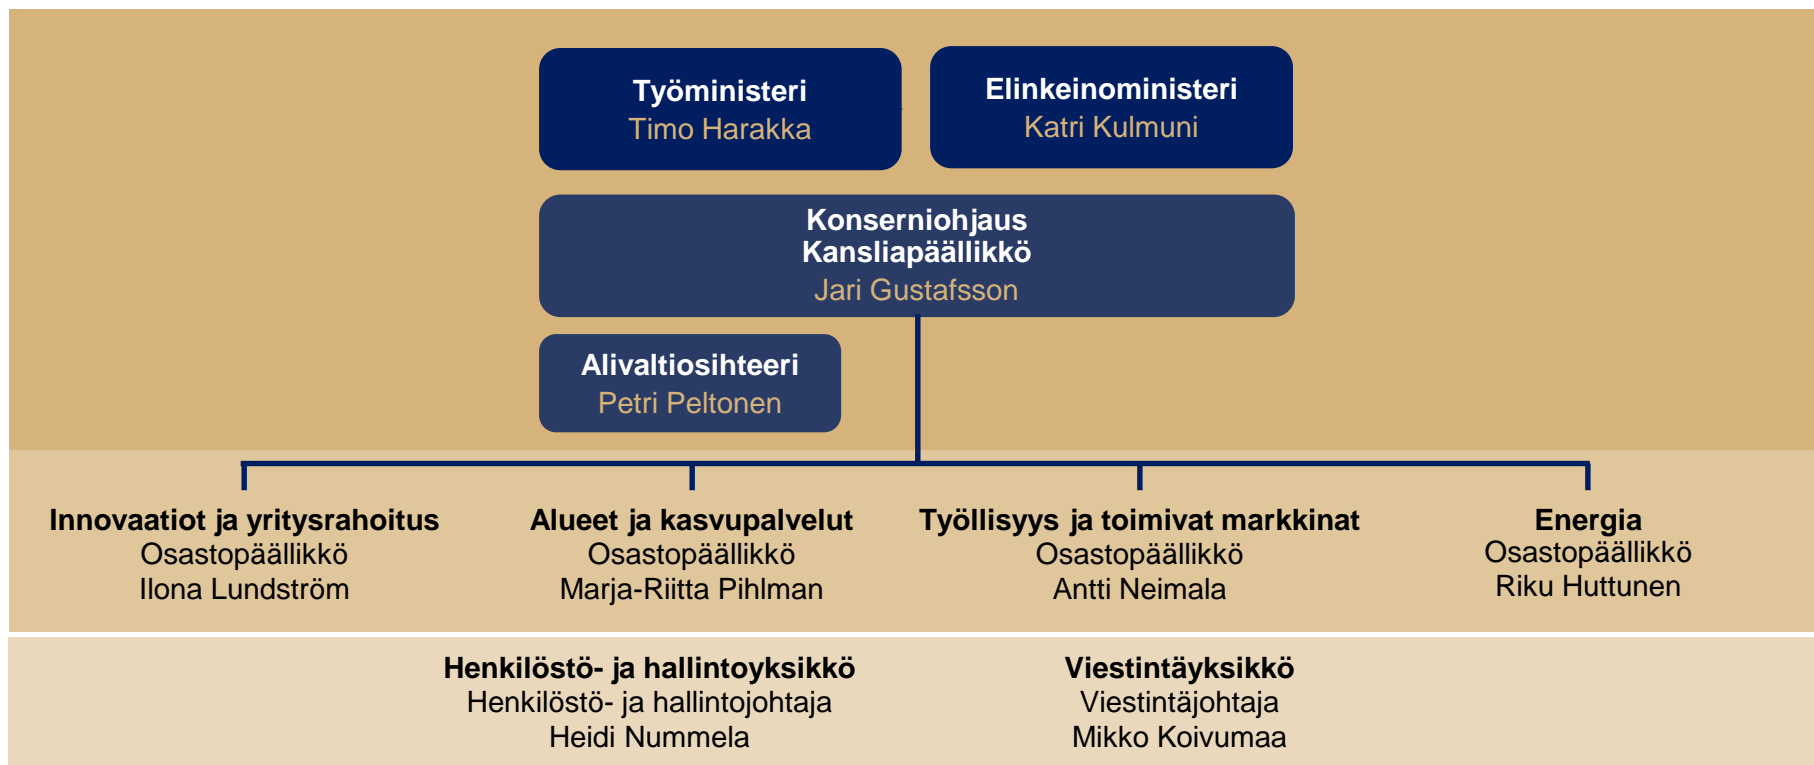 Työministeri
Timo Harakka
Elinkeinoministeri
Katri Kulmuni
Konserniohjaus
Kansliapäällikkö
Jari Gustafsson
Alivaltiosihteeri
Petri Peltonen
Innovaatiot ja yritysrahoitus
Osastopäällikkö
Ilona Lundström
Alueet ja kasvupalvelut
Osastopäällikkö
Marja-Riitta Pihlman
Työllisyys ja toimivat markkinat
Osastopäällikkö
Antti Neimala
Energia
Osastopäällikkö
Riku Huttunen
Henkilöstö- ja hallintoyksikkö
Henkilöstö- ja hallintojohtaja
Heidi Nummela
Viestintäyksikkö
Viestintäjohtaja
Mikko Koivumaa